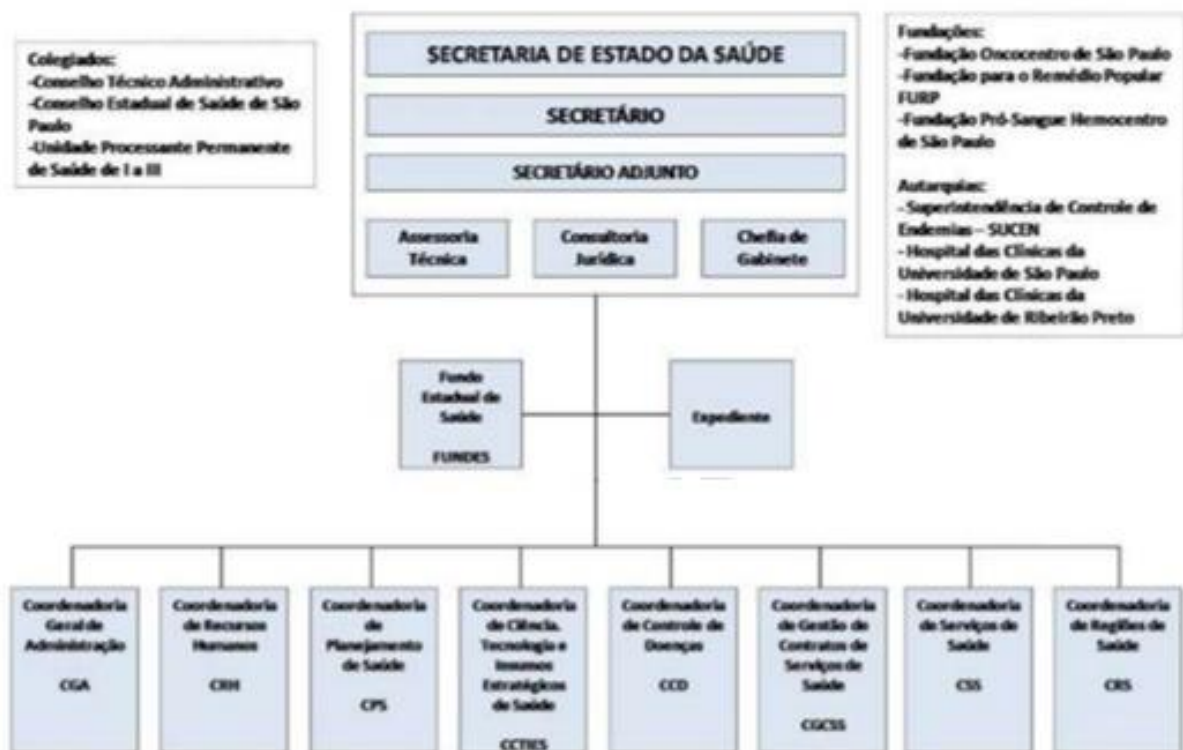 Colegiados:
-Conselho Técnico Administrativo
-Conselho Estadual de Saúde de São
Paulo
-Unidade Processante Permanente
de Saúde de I a III
SECRETARIA DE ESTADO DA SAÚDE
SECRETÁRIO
SECRETÁRIO ADJUNTO
Assessoria
Técnica
Consultoria
Jurídica
Chefia de
Gabinete
Fundações:
-Fundação Oncocentro de São Paulo
-Fundação para o Remédio Popular
FURP
-Fundação Pró-Sangue Hemocentro
de São Paulo
Autarquias:
- Superintendência de Controle de
Endemias – SUCEN
- Hospital das Clínicas da
Universidade de São Paulo
- Hospital das Clínicas da
Universidade de Ribeirão Preto
Fundo
Estadual de
Saúde
FUNDES
Expediente
Coordenadoria
Geral de
Administração
CGA
Coordenadoria
de Recursos
Humanos
CRH
Coordenadoria
de
Planejamento
de Saúde
CPS
Coordenadoria
de Ciência,
Tecnologia e
Insumos
Estratégicos
de Saúde
CCTIES
Coordenadoria
de Controle de
Doenças
CCD
Coordenadoria
de Gestão de
Contratos de
Serviços de
Saúde
CGCSS
Coordenadoria
de Serviços de
Saúde
CSS
Coordenadoria
de Regiões de
Saúde
CRS